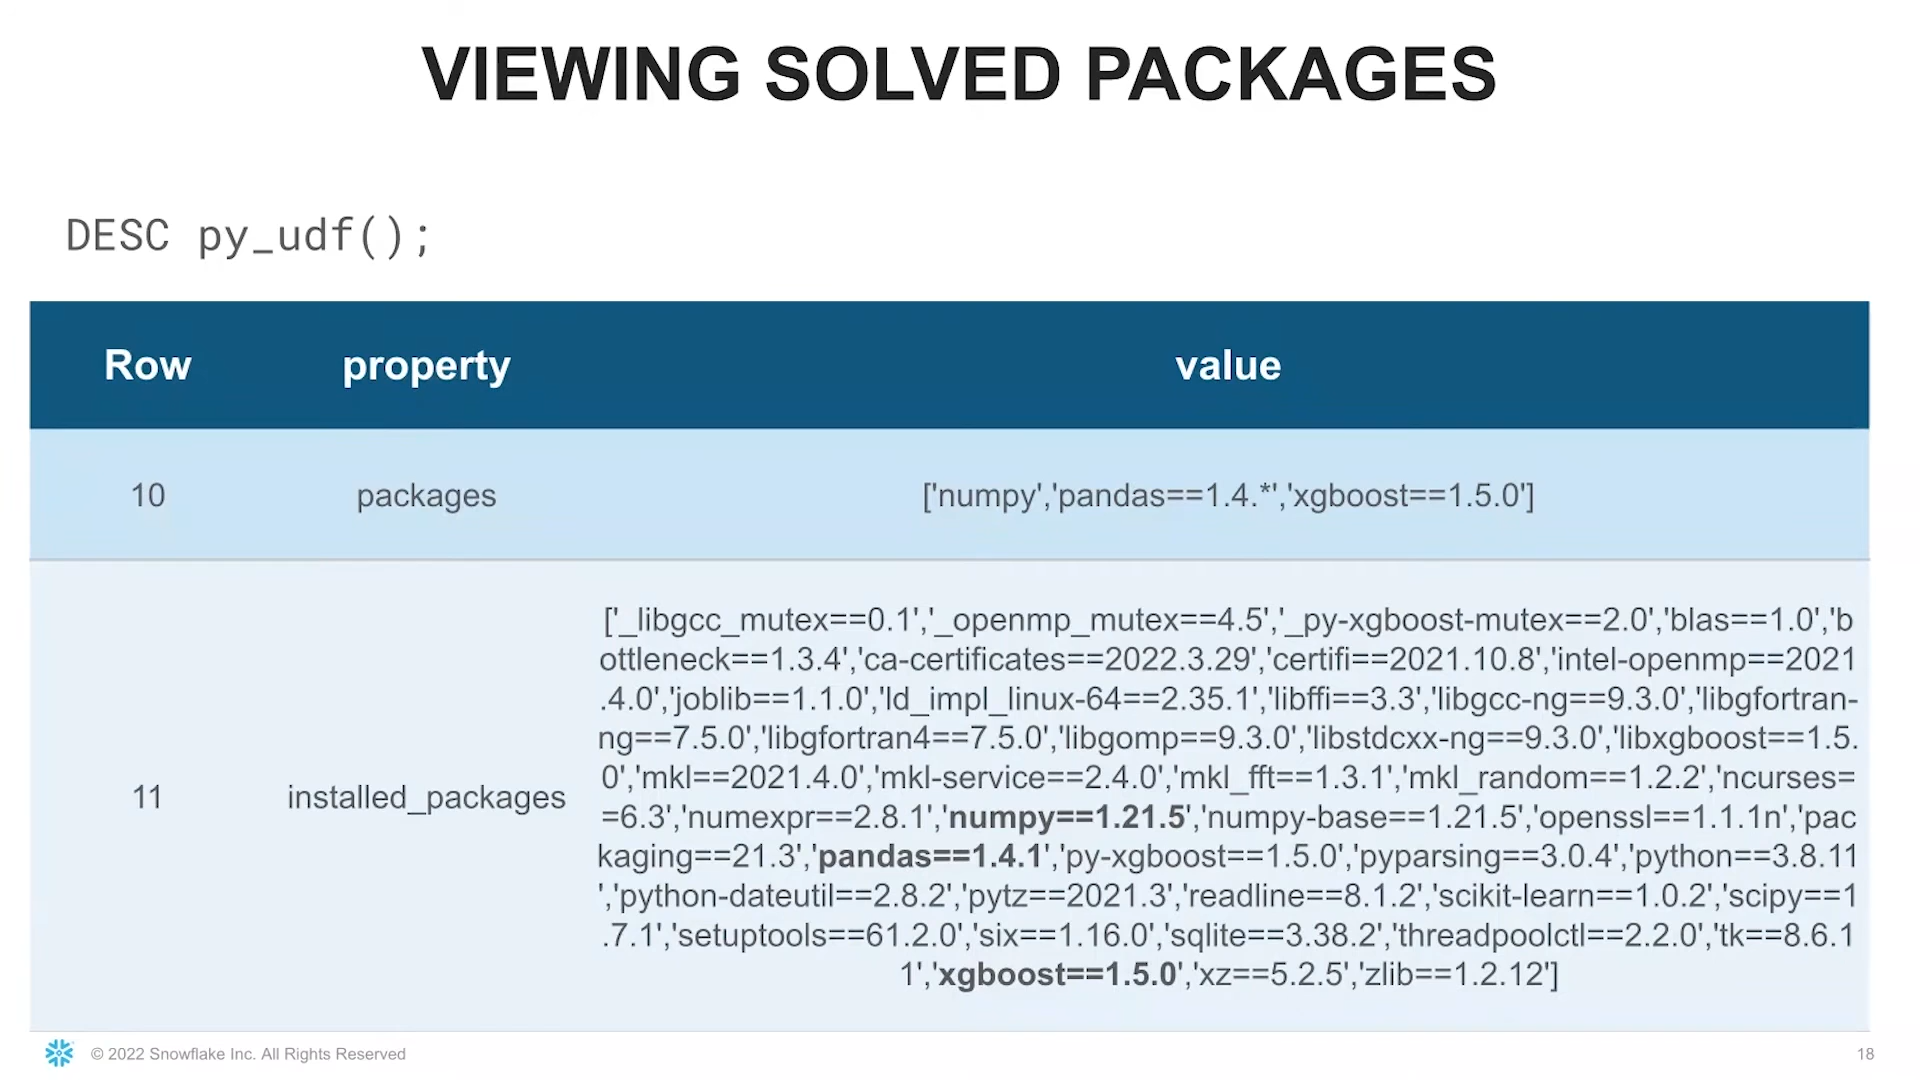 VIEWING SOLVED PACKAGES
DESC py_udf();
Row property value
10 packages ['numpy','pandas==1.4.*','xgboost==1.5.0']
['_libgcc_mutex==0.1','_openmp_mutex==4.5','_py-xgboost-mutex==2.0','blas==1.0','b
ottleneck==1.3.4','ca-certificates==2022.3.29','certifi==2021.10.8','intel-openmp==2021
.4.0','joblib==1.1.0','ld_impl_linux-64==2.35.1','libffi==3.3','libgcc-ng==9.3.0','libgfortran-
ng==7.5.0','libgfortran4==7.5.0','libgomp==9.3.0','libstdcxx-ng==9.3.0','libxgboost==1.5.
0','mkl==2021.4.0','mkl-service==2.4.0','mkl_fft==1.3.1','mkl_random==1.2.2','ncurses=
11 installed_packages
=6.3','numexpr==2.8.1','numpy==1.21.5','numpy-base==1.21.5','openssl==1.1.1n','pac
kaging==21.3','pandas==1.4.1','py-xgboost==1.5.0','pyparsing==3.0.4','python==3.8.11
','python-dateutil==2.8.2','pytz==2021.3','readline==8.1.2','scikit-learn==1.0.2','scipy==1
.7.1','setuptools==61.2.0','six==1.16.0','sqlite==3.38.2','threadpoolctl==2.2.0','tk==8.6.1
1','xgboost==1.5.0','xz==5.2.5','zlib==1.2.12']
© 2022 Snowflake Inc. All Rights Reserved
18